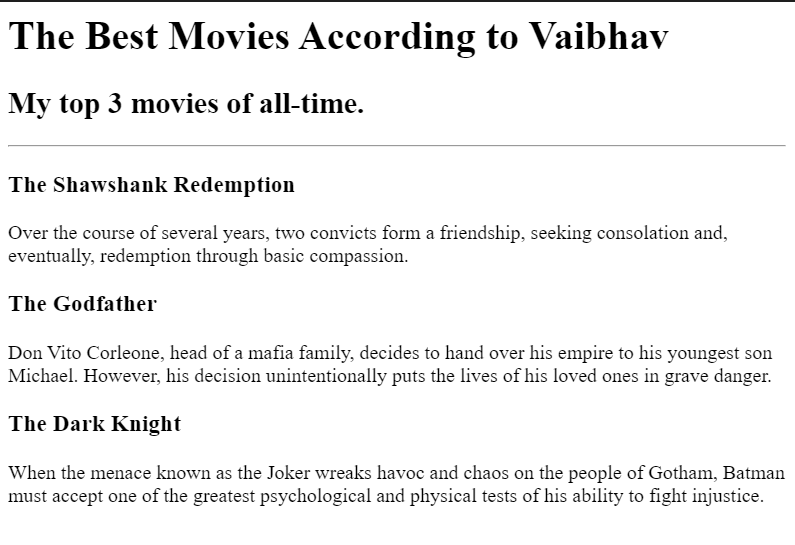 The Best Movies According to Vaibhav
My top 3 movies of all-time.
The Shawshank Redemption
Over the course of several years, two convicts form a friendship, seeking consolation and,
eventually, redemption through basic compassion.
The Godfather
Don Vito Corleone, head of a mafia family, decides to hand over his empire to his youngest son
Michael. However, his decision unintentionally puts the lives of his loved ones in grave danger.
The Dark Knight
When the menace known as the Joker wreaks havoc and chaos on the people of Gotham, Batman
must accept one of the greatest psychological and physical tests of his ability to fight injustice.